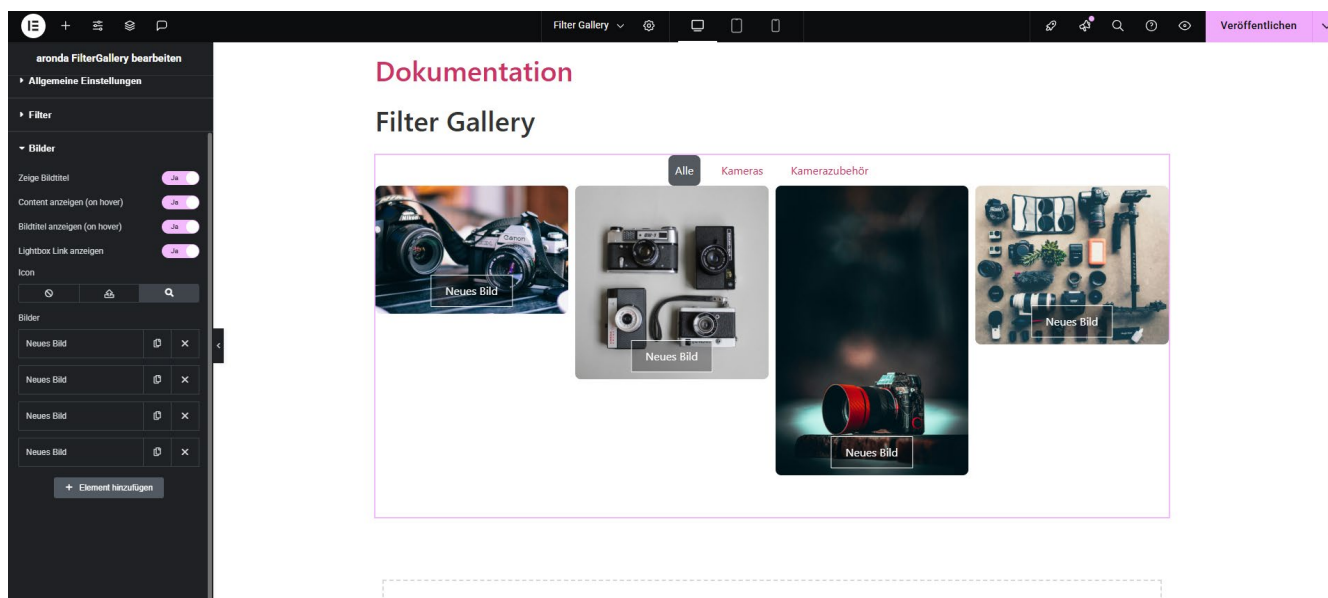 Filter Gallery
Veröffentlichen
aronda FilterGallery bearbeiten
Allgemeine Einstellungen
Filter
Bilder
Zeige Bildtitel Ja
Content anzeigen (on hover) Ja
Bildtitel anzeigen (on hover) Ja
Lightbox Link anzeigen Ja
Icon
Bilder
Neues Bild
Neues Bild
Neues Bild
Neues Bild
+ Element hinzufügen
Dokumentation
Filter Gallery
Alle Kameras Kamerazubehör
Canon
Neues Bild
Neues Bild
Neues Bild
Neues Bild